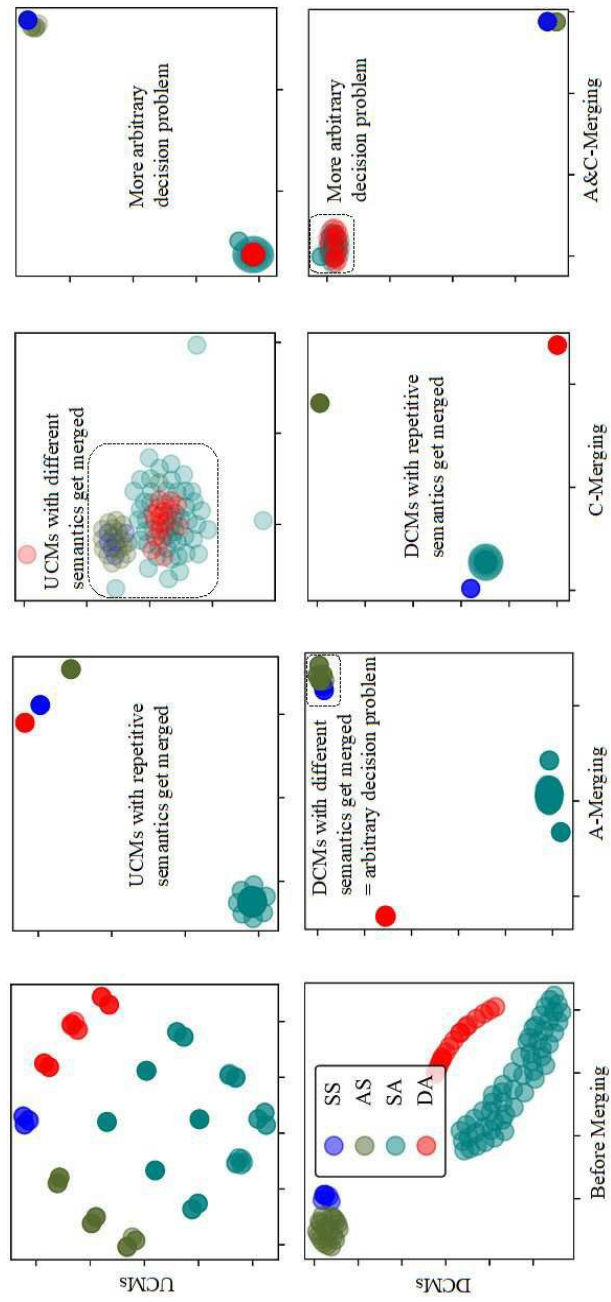 UCMs
UCMs with repetitive
semantics get merged
UCMs with different
semantics get merged
More arbitrary
decision problem
DCMs
SS
AS
SA
DA
DCMs with different
semantics get merged
= arbitrary decision problem
DCMs with repetitive
semantics get merged
More arbitrary
decision problem
Before Merging
A-Merging
C-Merging
A&C-Merging